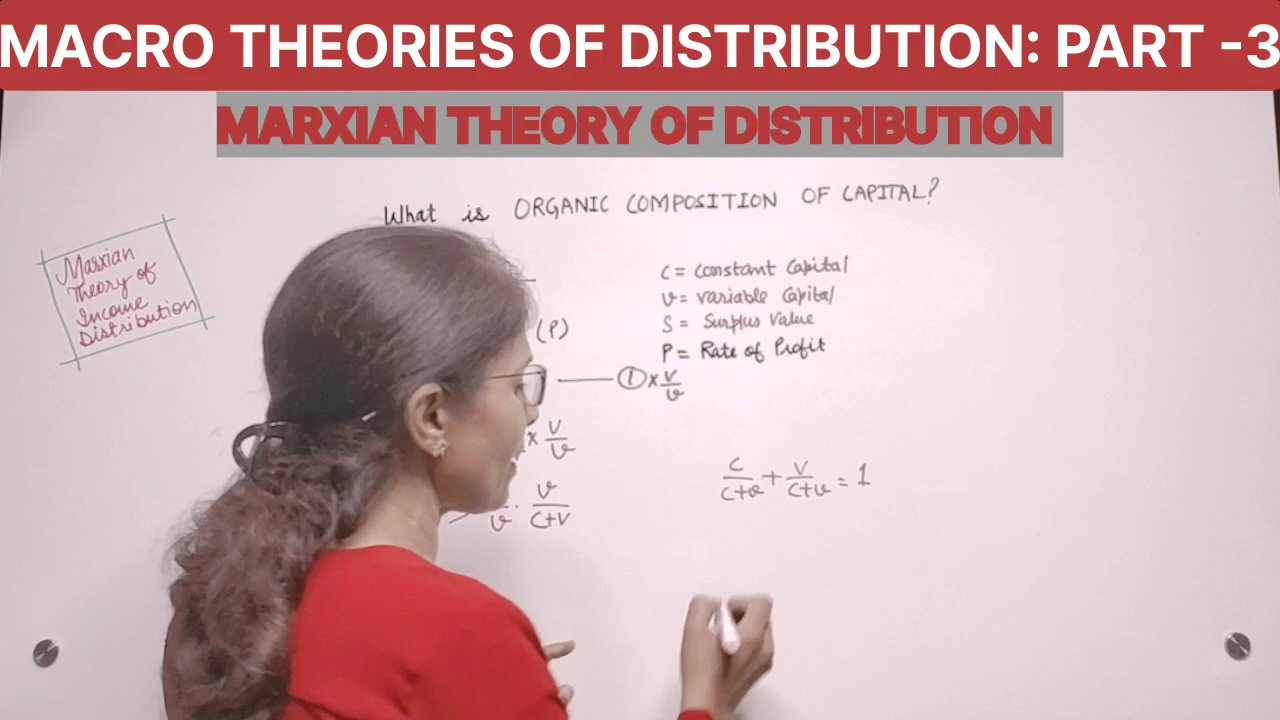 MACRO THEORIES OF DISTRIBUTION: PART -3
MARXIAN THEORY OF DISTRIBUTION
What is ORGANIC COMPOSITION OF CAPITAL?
Marxian
Theory of
Income
Distribution
C = Constant Capital
v = Variable Capital
S = Surplus Value
P = Rate of Profit
(P)
① × v/v
× v/v
v · v/c+v
c/c+v + v/c+v = 1